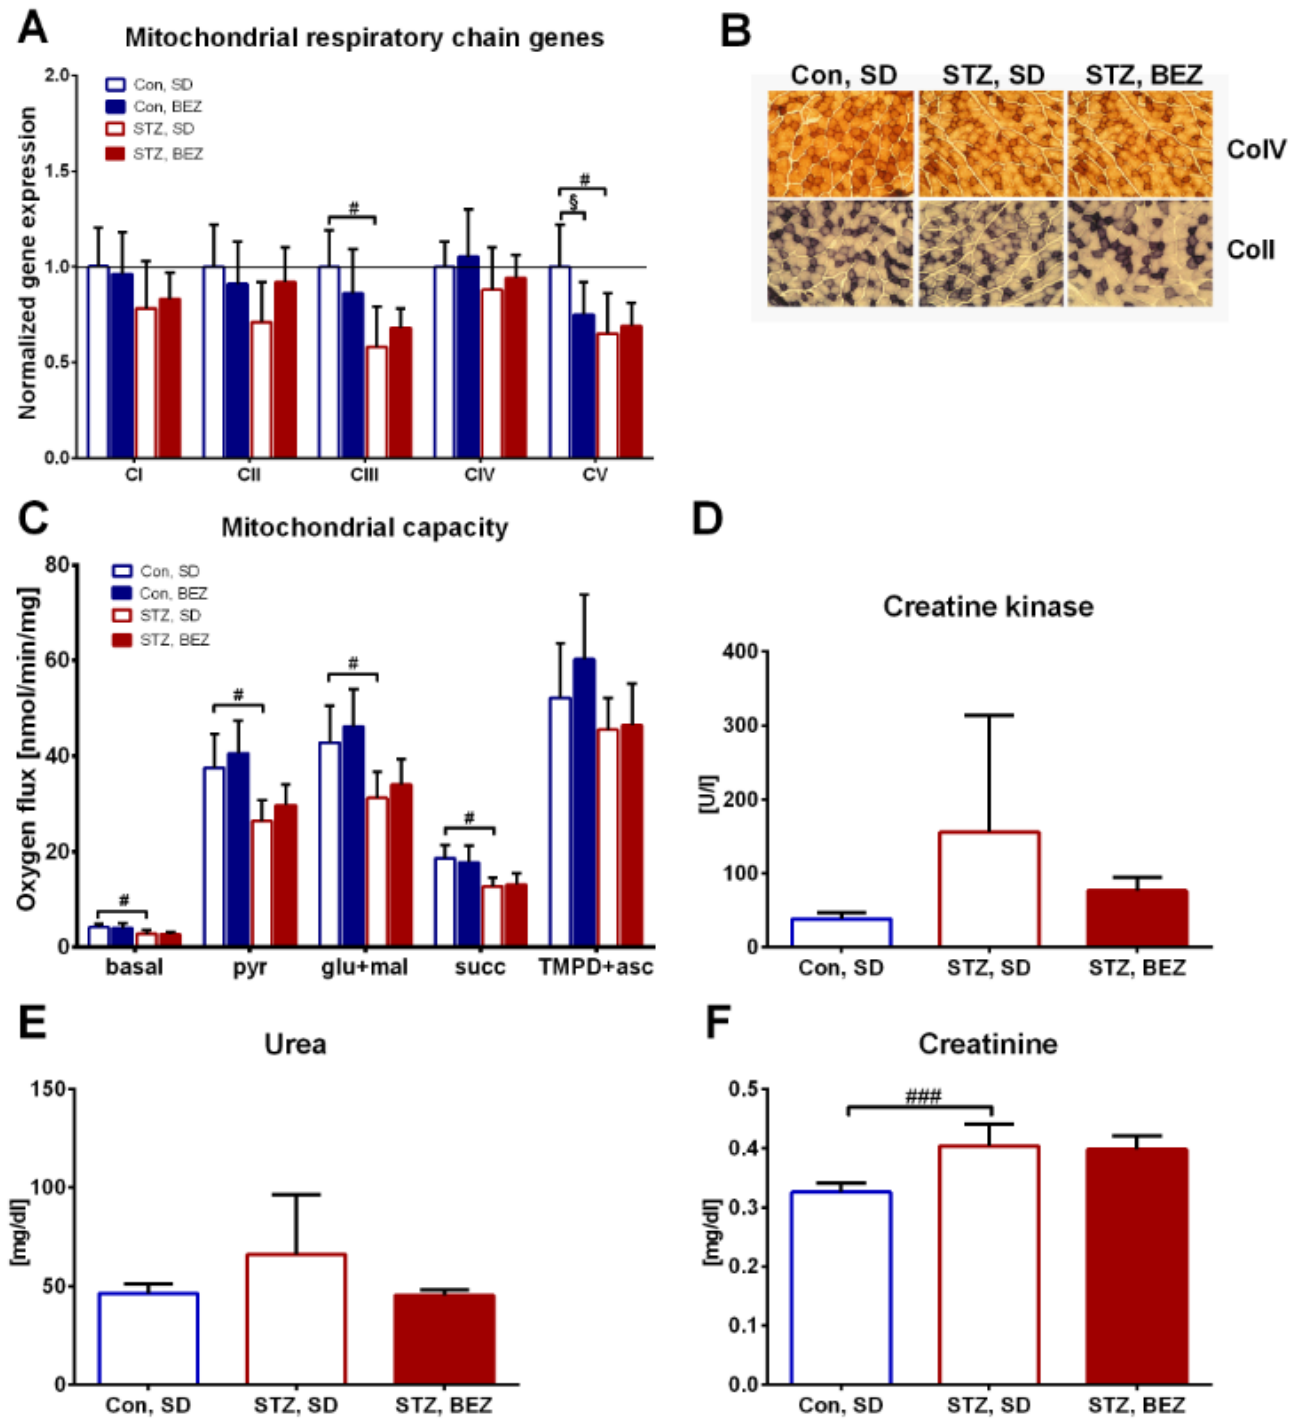 A
Mitochondrial respiratory chain genes
Normalized gene expression
2.0
1.5
1.0
0.5
0.0
Con, SD
Con, BEZ
STZ, SD
STZ, BEZ
#
§
#
CI
CII
CIII
CIV
CV
B
Con, SD
STZ, SD
STZ, BEZ
CoIV
CoII
C
Mitochondrial capacity
Oxygen flux [nmol/min/mg]
80
60
40
20
0
Con, SD
Con, BEZ
STZ, SD
STZ, BEZ
#
#
#
#
basal
pyr
glu+mal
succ
TMPD+asc
D
Creatine kinase
[U/l]
400
300
200
100
0
Con, SD
STZ, SD
STZ, BEZ
E
Urea
[mg/dl]
150
100
50
0
Con, SD
STZ, SD
STZ, BEZ
F
Creatinine
[mg/dl]
0.5
0.4
0.3
0.2
0.1
0.0
###
Con, SD
STZ, SD
STZ, BEZ